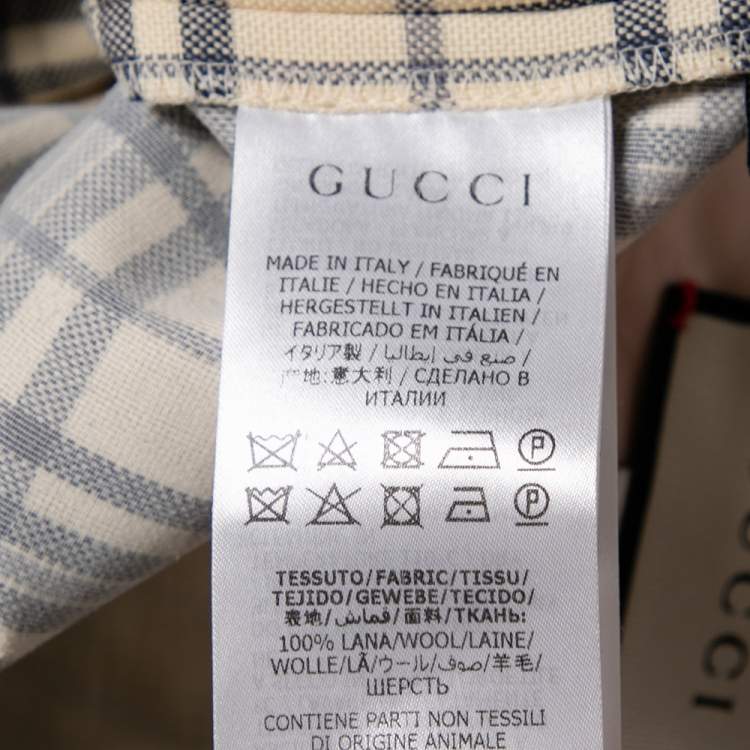 GUCCI
MADE IN ITALY / FABRIQUÉ EN
ITALIE / HECHO EN ITALIA /
HERGESTELLT IN ITALIEN /
FABRICADO EM ITÁLIA /
イタリア製 / صنع في إيطاليا /
产地:意大利 / СДЕЛАНО В
ИТАЛИИ
P
P
TESSUTO/FABRIC/TISSU/
TEJIDO/GEWEBE/TECIDO/
表地/قماش/面料/ТКАНЬ:
100% LANA/WOOL/LAINE/
WOLLE/LÃ/ウール/صوف/羊毛/
ШЕРСТЬ
CONTIENE PARTI NON TESSILI
DI ORIGINE ANIMALE
GUCCI